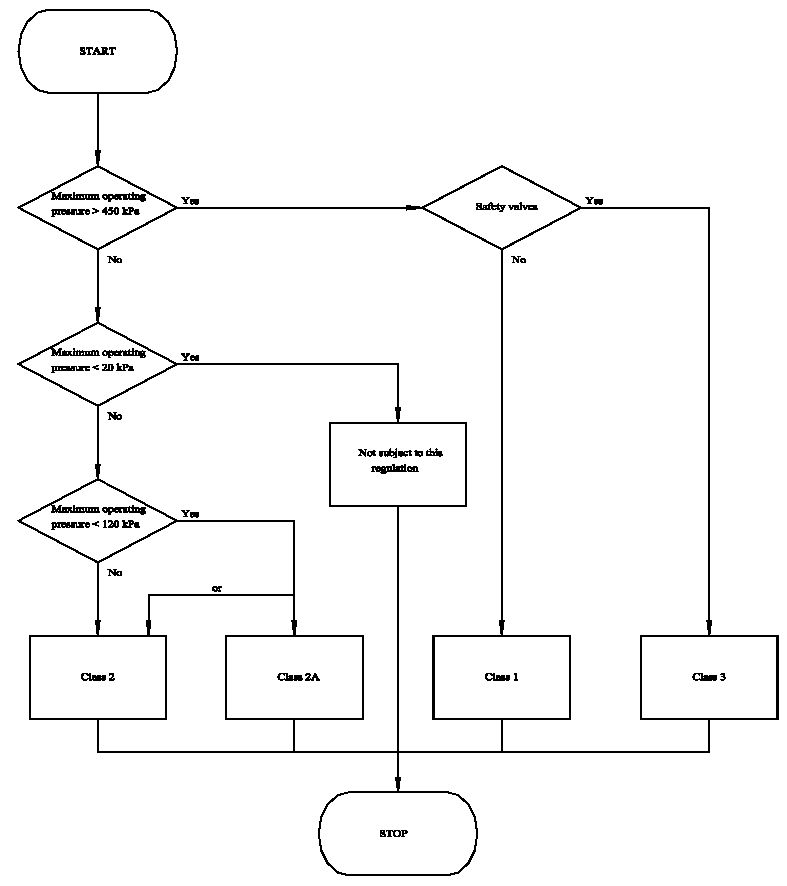 START
Maximum operating
pressure > 450 kPa
Yes
Safety valves
Yes
No
No
Maximum operating
pressure < 20 kPa
Yes
No
Not subject to this
regulation
Maximum operating
pressure < 120 kPa
Yes
No
or
Class 2
Class 2A
Class 1
Class 3
STOP